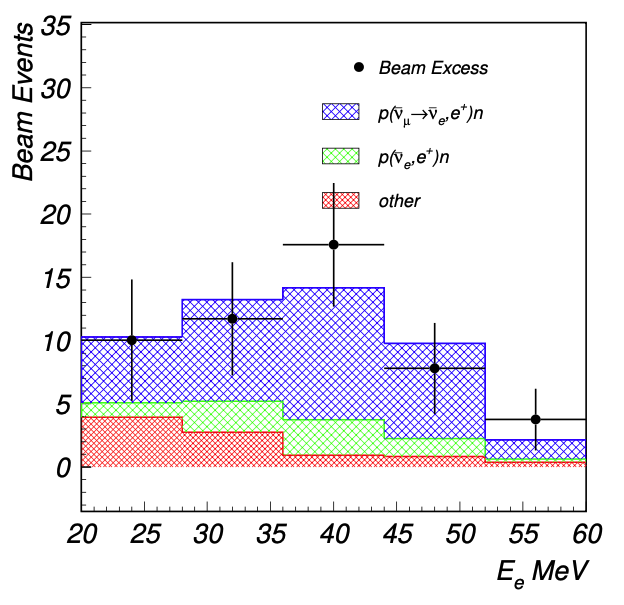 Beam Events
35
30
25
20
15
10
5
0
Beam Excess
p(ν̄μ→ν̄e,e⁺)n
p(ν̄e,e⁺)n
other
20 25 30 35 40 45 50 55 60
Ee MeV